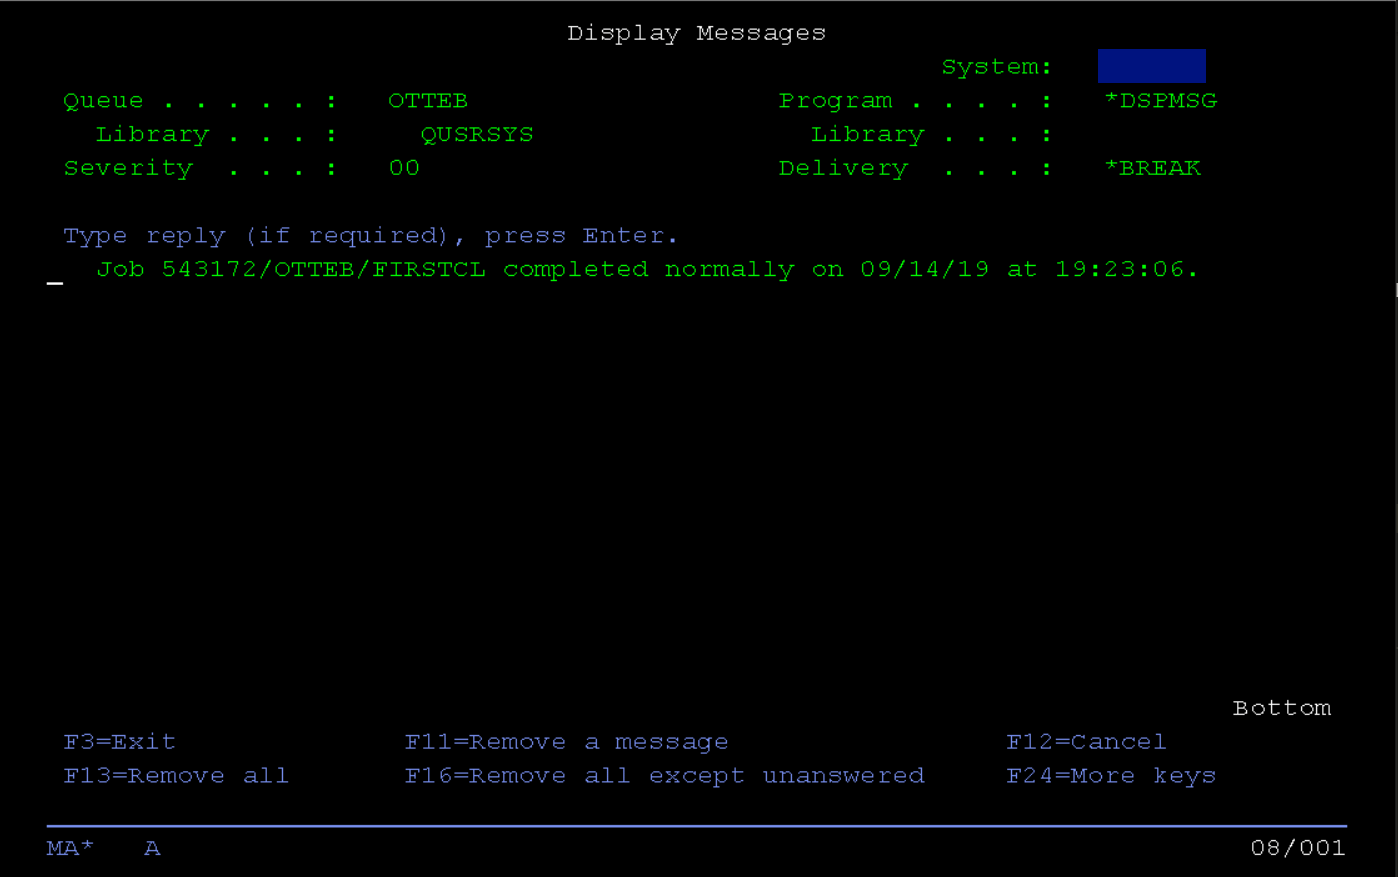 Display Messages
System:
Queue . . . . . : OTTEB Program . . . . : *DSPMSG
Library . . . : QUSRSYS Library . . . :
Severity . . . : 00 Delivery . . . : *BREAK
Type reply (if required), press Enter.
_ Job 543172/OTTEB/FIRSTCL completed normally on 09/14/19 at 19:23:06.
Bottom
F3=Exit F11=Remove a message F12=Cancel
F13=Remove all F16=Remove all except unanswered F24=More keys
MA* A 08/001